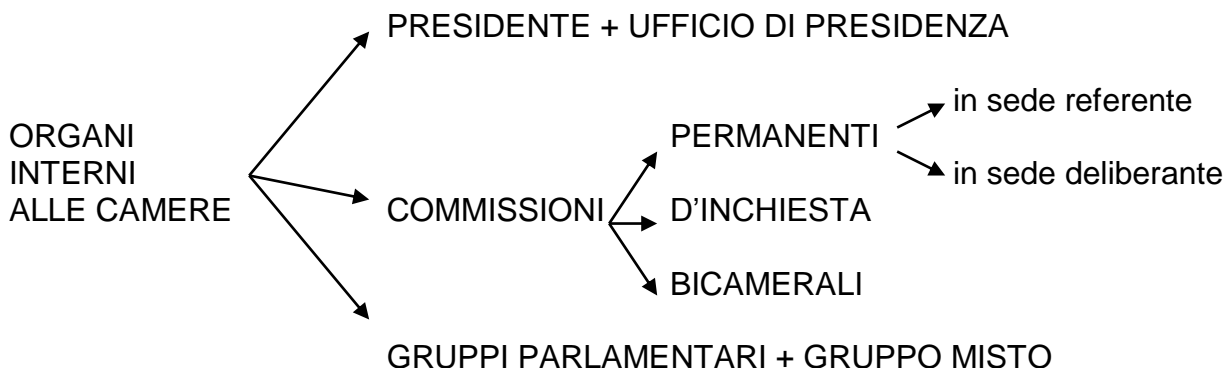 PRESIDENTE + UFFICIO DI PRESIDENZA
ORGANI
INTERNI
ALLE CAMERE
COMMISSIONI
PERMANENTI
in sede referente
in sede deliberante
D'INCHIESTA
BICAMERALI
GRUPPI PARLAMENTARI + GRUPPO MISTO